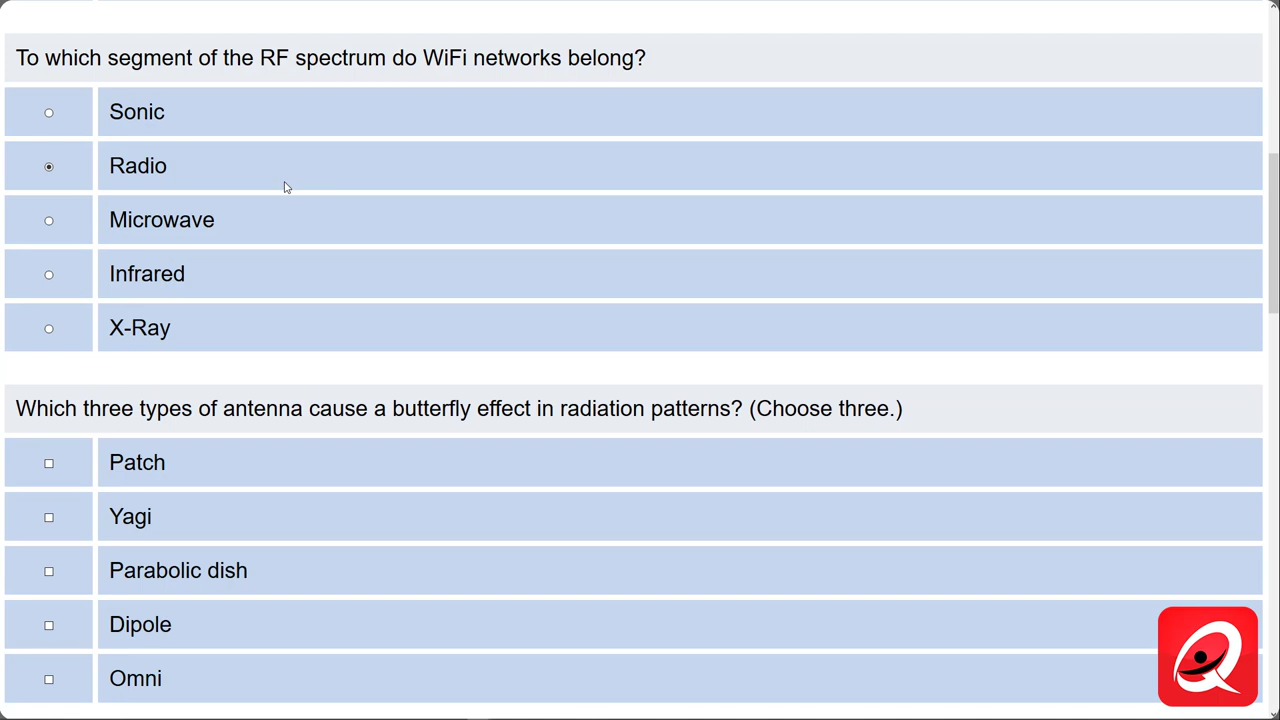 To which segment of the RF spectrum do WiFi networks belong?
Sonic
Radio
Microwave
Infrared
X-Ray
Which three types of antenna cause a butterfly effect in radiation patterns? (Choose three.)
Patch
Yagi
Parabolic dish
Dipole
Omni